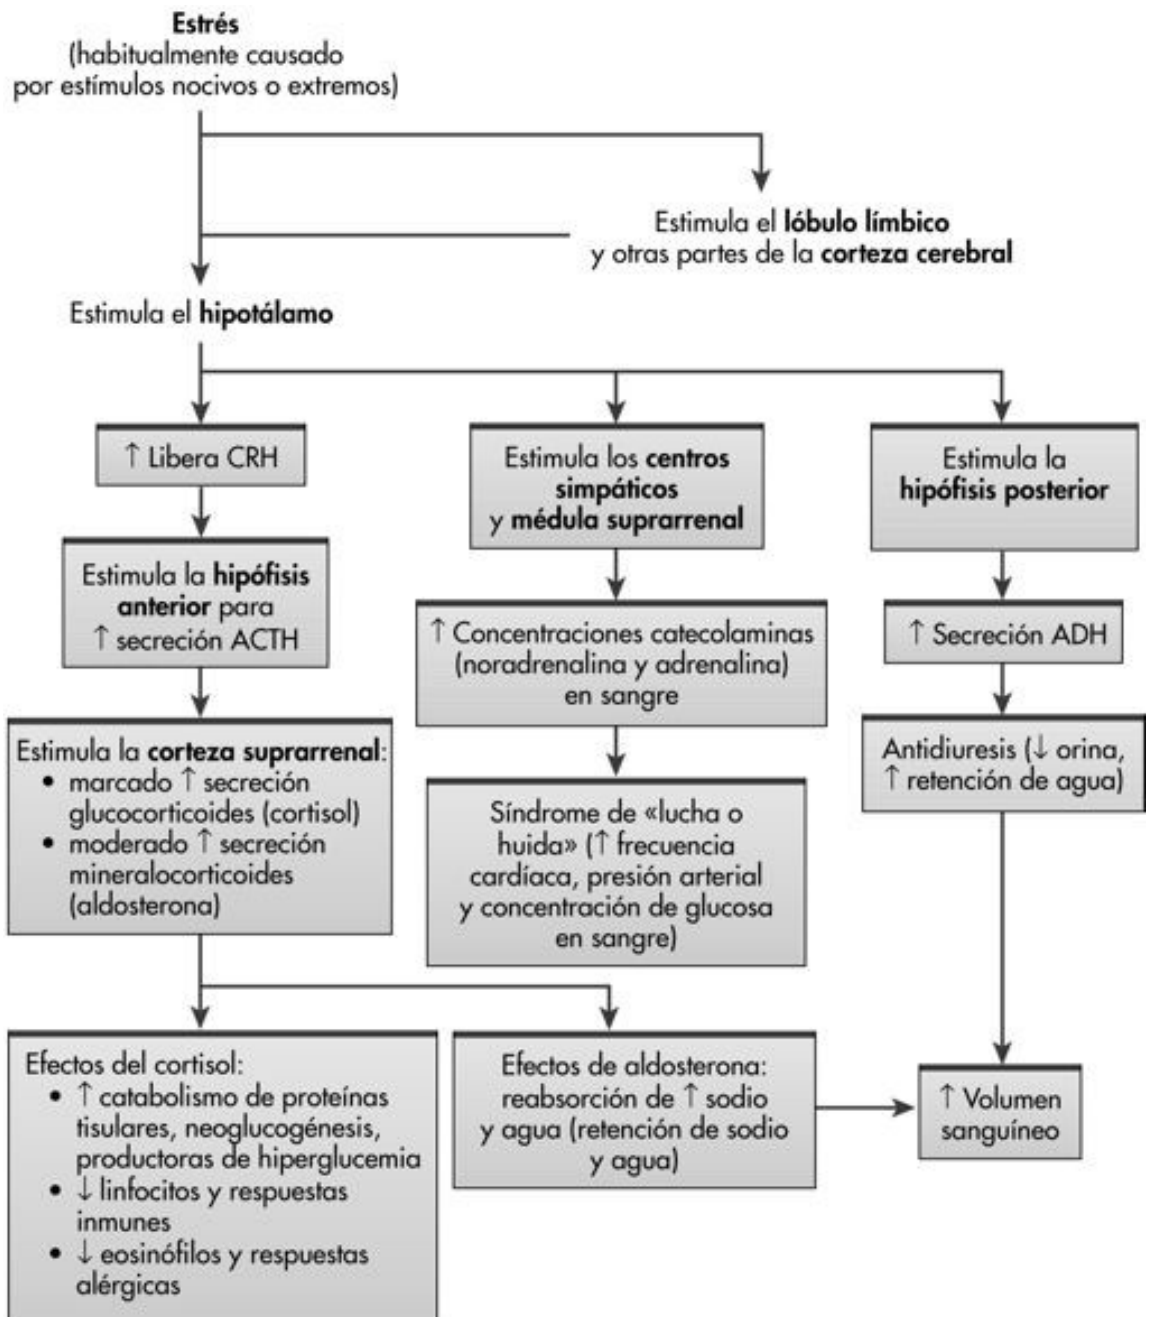 Estrés
(habitualmente causado
por estímulos nocivos o extremos)
Estimula el lóbulo límbico
y otras partes de la corteza cerebral
Estimula el hipotálamo
↑ Libera CRH
Estimula la hipófisis
anterior para
↑ secreción ACTH
Estimula la corteza suprarrenal:
• marcado ↑ secreción
glucocorticoides (cortisol)
• moderado ↑ secreción
mineralocorticoides
(aldosterona)
Estimula los centros
simpáticos
y médula suprarrenal
↑ Concentraciones catecolaminas
(noradrenalina y adrenalina)
en sangre
Síndrome de «lucha o
huida» (↑ frecuencia
cardíaca, presión arterial
y concentración de glucosa
en sangre)
Estimula la
hipófisis posterior
↑ Secreción ADH
Antidiuresis (↓ orina,
↑ retención de agua)
Efectos del cortisol:
• ↑ catabolismo de proteínas
tisulares, neoglucogénesis,
productoras de hiperglucemia
• ↓ linfocitos y respuestas
inmunes
• ↓ eosinófilos y respuestas
alérgicas
Efectos de aldosterona:
reabsorción de ↑ sodio
y agua (retención de sodio
y agua)
↑ Volumen
sanguíneo